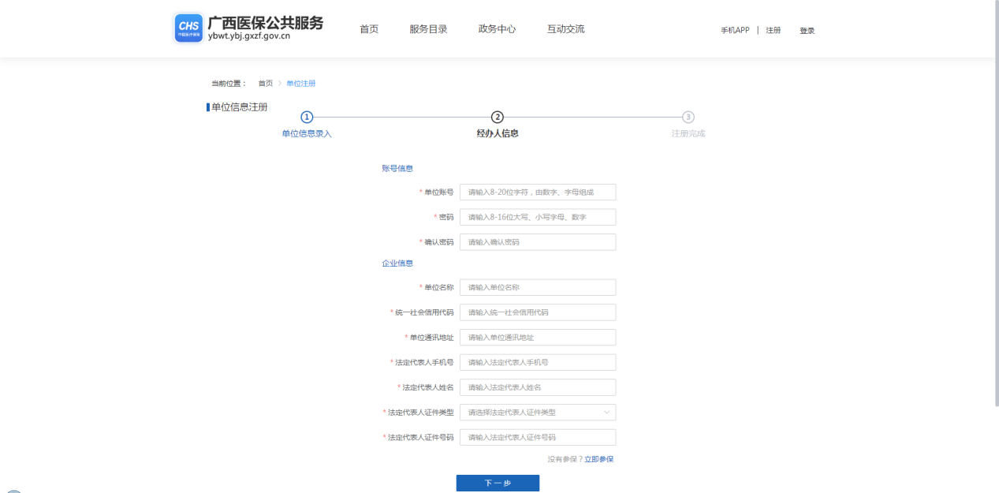 CHS
中国医疗保障
广西医保公共服务
ybwt.ybj.gxzf.gov.cn
首页 服务目录 政务中心 互动交流
手机APP | 注册 登录
当前位置： 首页 > 单位注册
单位信息注册
1 2 3
单位信息录入 经办人信息 注册完成
账号信息
* 单位账号 请输入8-20位字符，由数字、字母组成
* 密码 请输入8-16位大写、小写字母、数字
* 确认密码 请输入确认密码
企业信息
* 单位名称 请输入单位名称
* 统一社会信用代码 请输入统一社会信用代码
* 单位通讯地址 请输入单位通讯地址
* 法定代表人手机号 请输入法定代表人手机号
* 法定代表人姓名 请输入法定代表人姓名
* 法定代表人证件类型 请选择法定代表人证件类型
* 法定代表人证件号码 请输入法定代表人证件号码
没有参保？立即参保
下一步